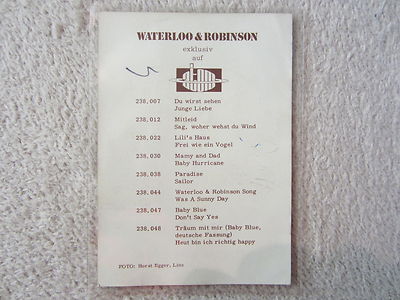 WATERLOO & ROBINSON
exklusiv
auf
atom
238,007 Du wirst sehen
Junge Liebe
238,012 Mitleid
Sag, woher wehst du Wind
238,022 Lili's Haus
Frei wie ein Vogel
238,030 Mamy and Dad
Baby Hurricane
238,038 Paradise
Sailor
238,044 Waterloo & Robinson Song
Was A Sunny Day
238,047 Baby Blue
Don't Say Yes
238,048 Träum mit mir (Baby Blue,
deutsche Fassung)
Heut bin ich richtig happy
FOTO: Horst Egger, Linz